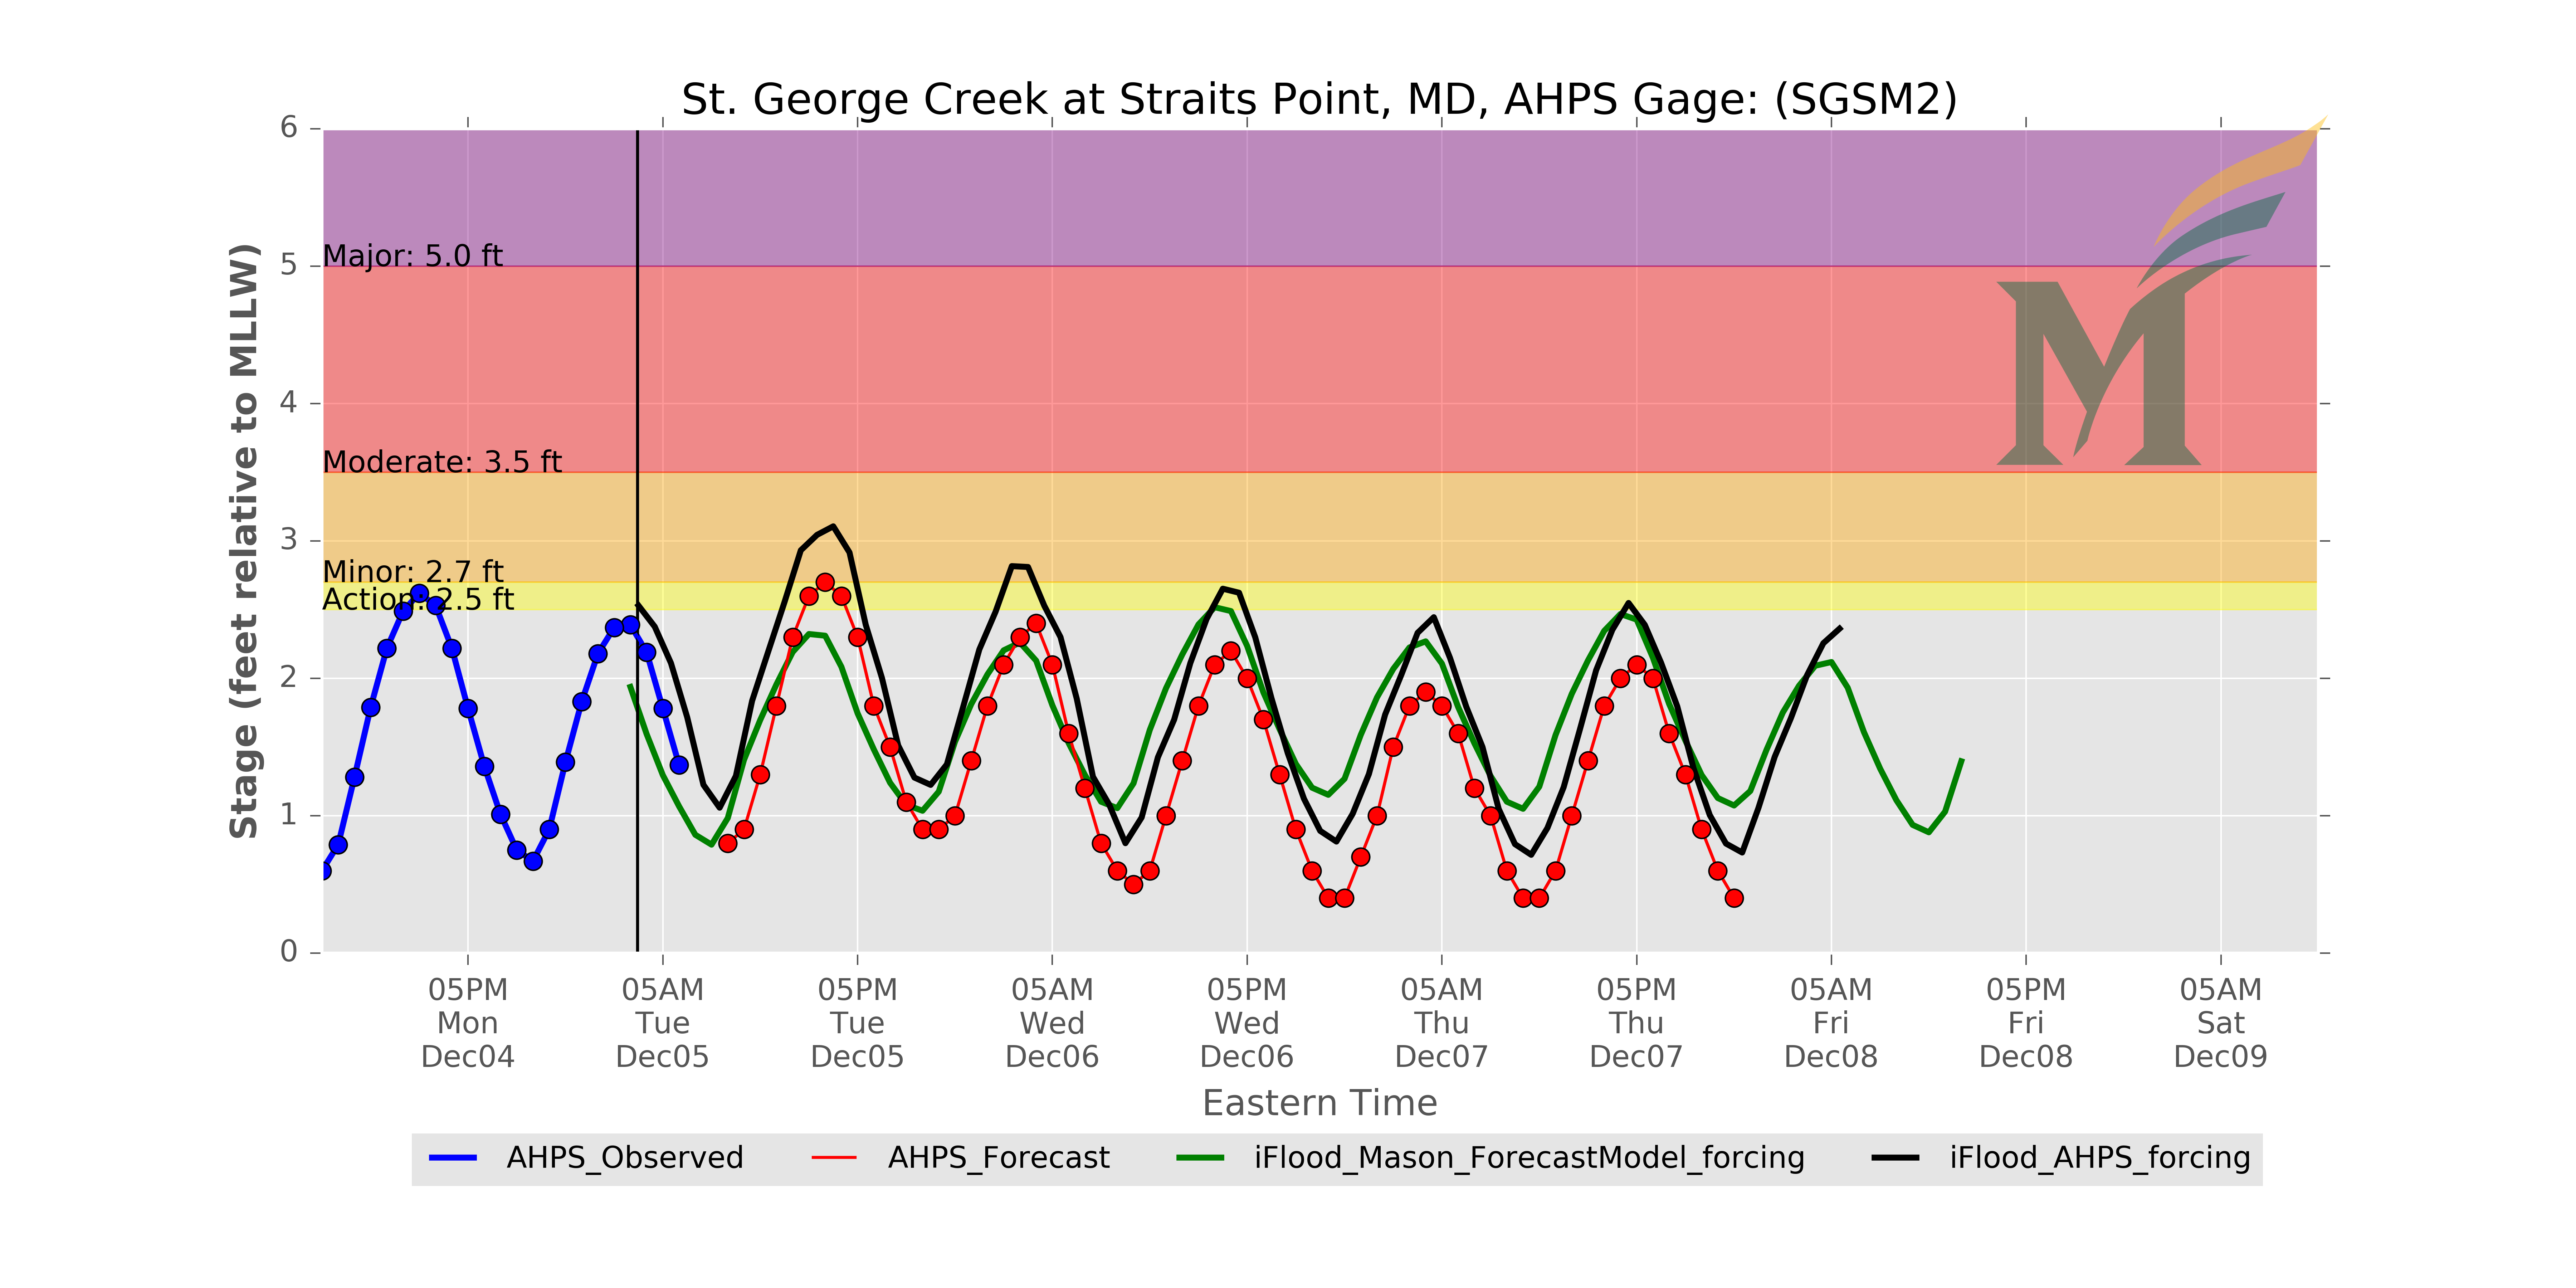 St. George Creek at Straits Point, MD, AHPS Gage: (SGSM2)
Stage (feet relative to MLLW)
6
5
4
3
2
1
0
Major: 5.0 ft
Moderate: 3.5 ft
Minor: 2.7 ft
Action: 2.5 ft
05PM 05AM 05PM 05AM 05PM 05AM 05PM 05AM 05PM 05AM
Mon Tue Tue Wed Wed Thu Thu Fri Fri Sat
Dec04 Dec05 Dec05 Dec06 Dec06 Dec07 Dec07 Dec08 Dec08 Dec09
Eastern Time
AHPS_Observed AHPS_Forecast iFlood_Mason_ForecastModel_forcing iFlood_AHPS_forcing
M